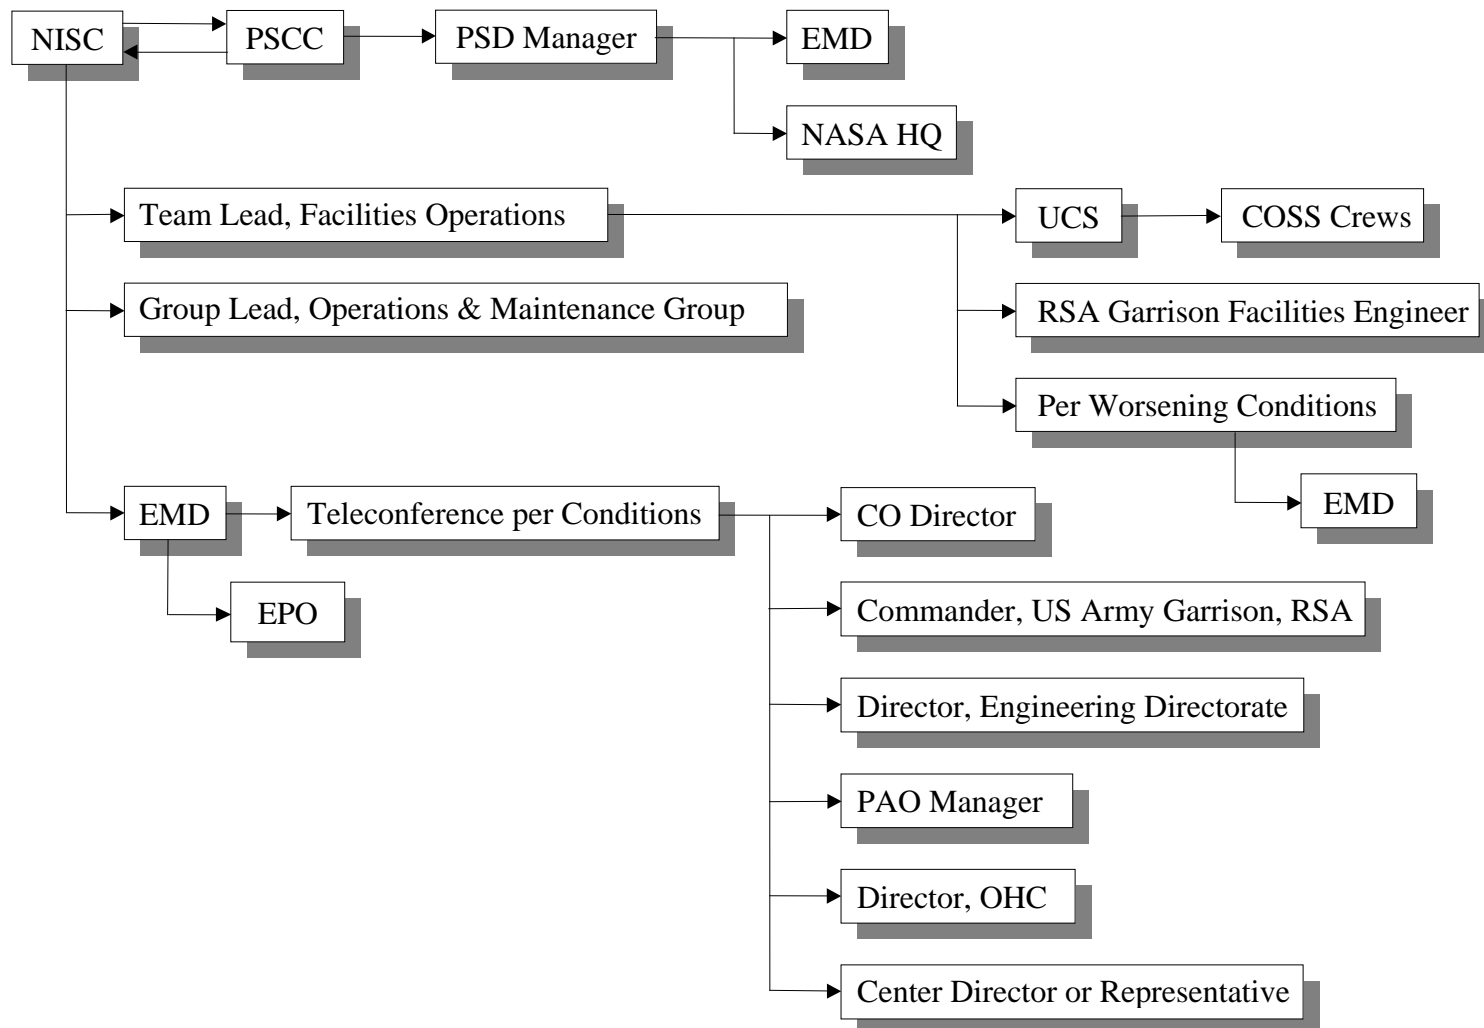 NISC
PSCC
PSD Manager
EMD
NASA HQ
Team Lead, Facilities Operations
UCS
COSS Crews
Group Lead, Operations & Maintenance Group
RSA Garrison Facilities Engineer
Per Worsening Conditions
EMD
EMD
Teleconference per Conditions
CO Director
EPO
Commander, US Army Garrison, RSA
Director, Engineering Directorate
PAO Manager
Director, OHC
Center Director or Representative